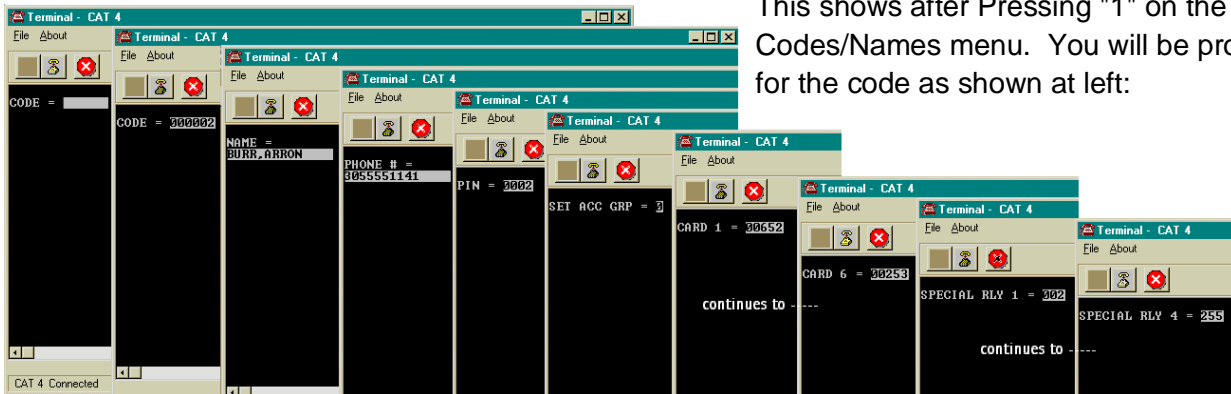 This shows after Pressing "1" on the
Codes/Names menu. You will be pro
for the code as shown at left:
Terminal - CAT 4
File About
CODE =
CAT 4 Connected
Terminal - CAT 4
File About
CODE = 000002
Terminal - CAT 4
File About
NAME =
BURR,ARRON
Terminal - CAT 4
File About
PHONE # =
3055551141
Terminal - CAT 4
File About
PIN = 0002
Terminal - CAT 4
File About
SET ACC GRP = 0
Terminal - CAT 4
File About
CARD 1 = 00652
continues to -----
Terminal - CAT 4
File About
CARD 6 = 00253
Terminal - CAT 4
File About
SPECIAL RLY 1 = 002
continues to -----
Terminal - CAT 4
File About
SPECIAL RLY 4 = 255